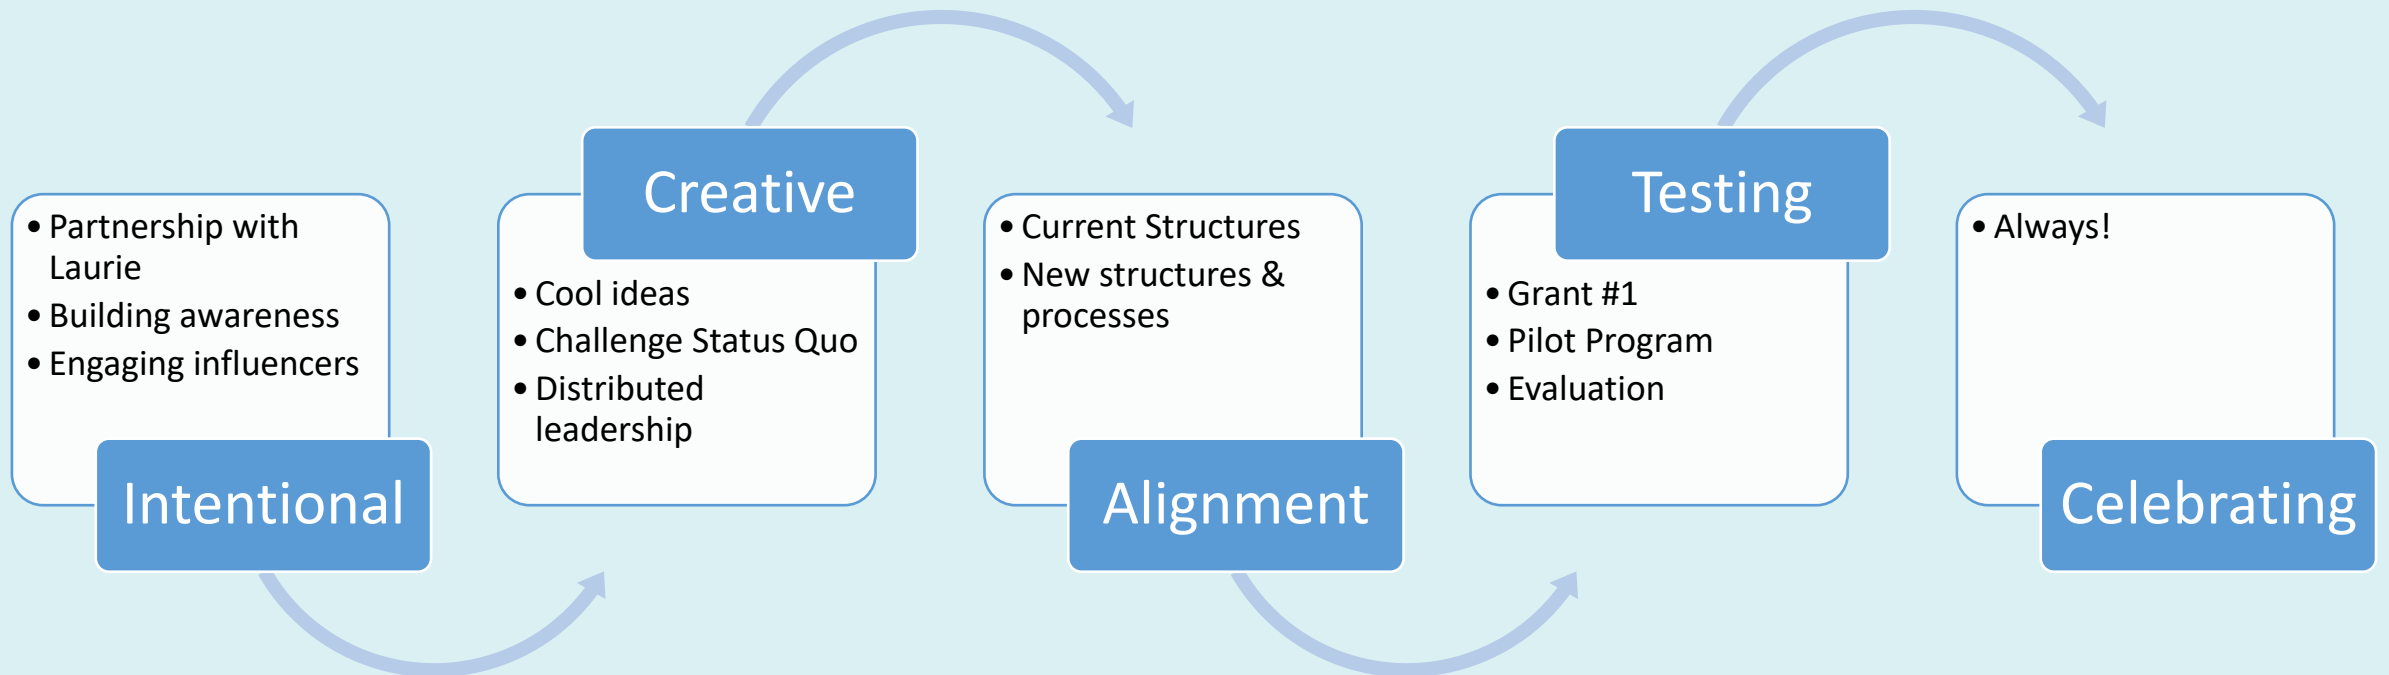 • Partnership with
Laurie
• Building awareness
• Engaging influencers
Intentional
Creative
• Cool ideas
• Challenge Status Quo
• Distributed
leadership
• Current Structures
• New structures &
processes
Alignment
Testing
• Grant #1
• Pilot Program
• Evaluation
• Always!
Celebrating